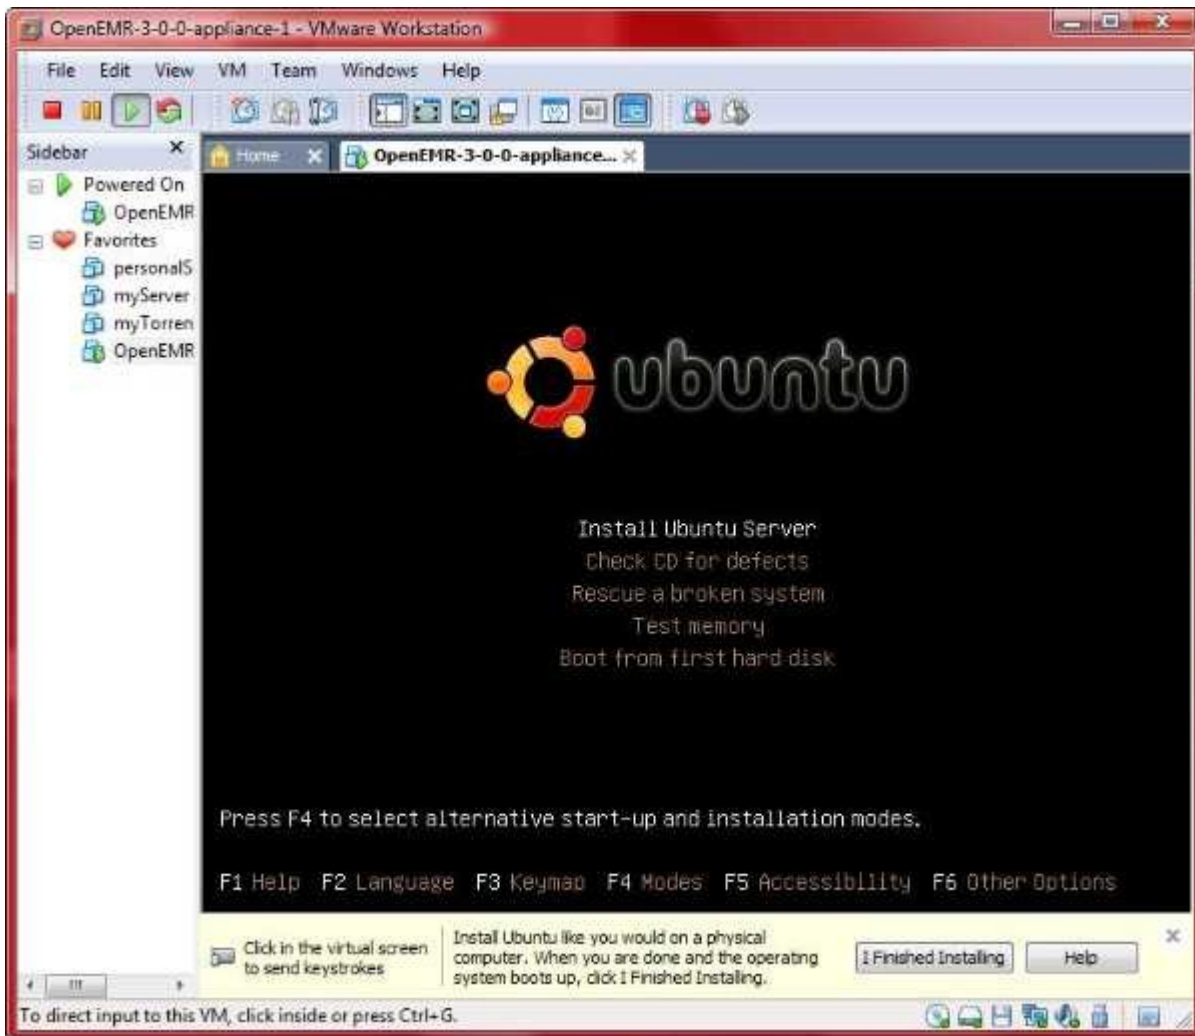 OpenEMR-3-0-0-appliance-1 - VMware Workstation
File Edit View VM Team Windows Help
Sidebar
Home
OpenEMR-3-0-0-appliance...
Powered On
OpenEMR
Favorites
personalS
myServer
myTorren
OpenEMR
ubuntu
Install Ubuntu Server
Check CD for defects
Rescue a broken system
Test memory
Boot from first hard disk
Press F4 to select alternative start-up and installation modes.
F1 Help F2 Language F3 Keymap F4 Modes F5 Accessibility F6 Other Options
Click in the virtual screen
to send keystrokes
Install Ubuntu like you would on a physical
computer. When you are done and the operating
system boots up, click I Finished Installing.
I Finished Installing
Help
To direct input to this VM, click inside or press Ctrl+G.